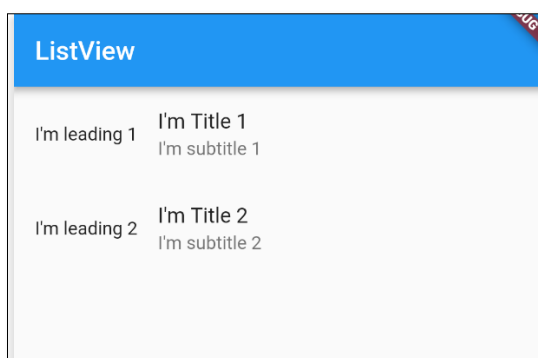 ListView
I'm leading 1
I'm Title 1
I'm subtitle 1
I'm leading 2
I'm Title 2
I'm subtitle 2